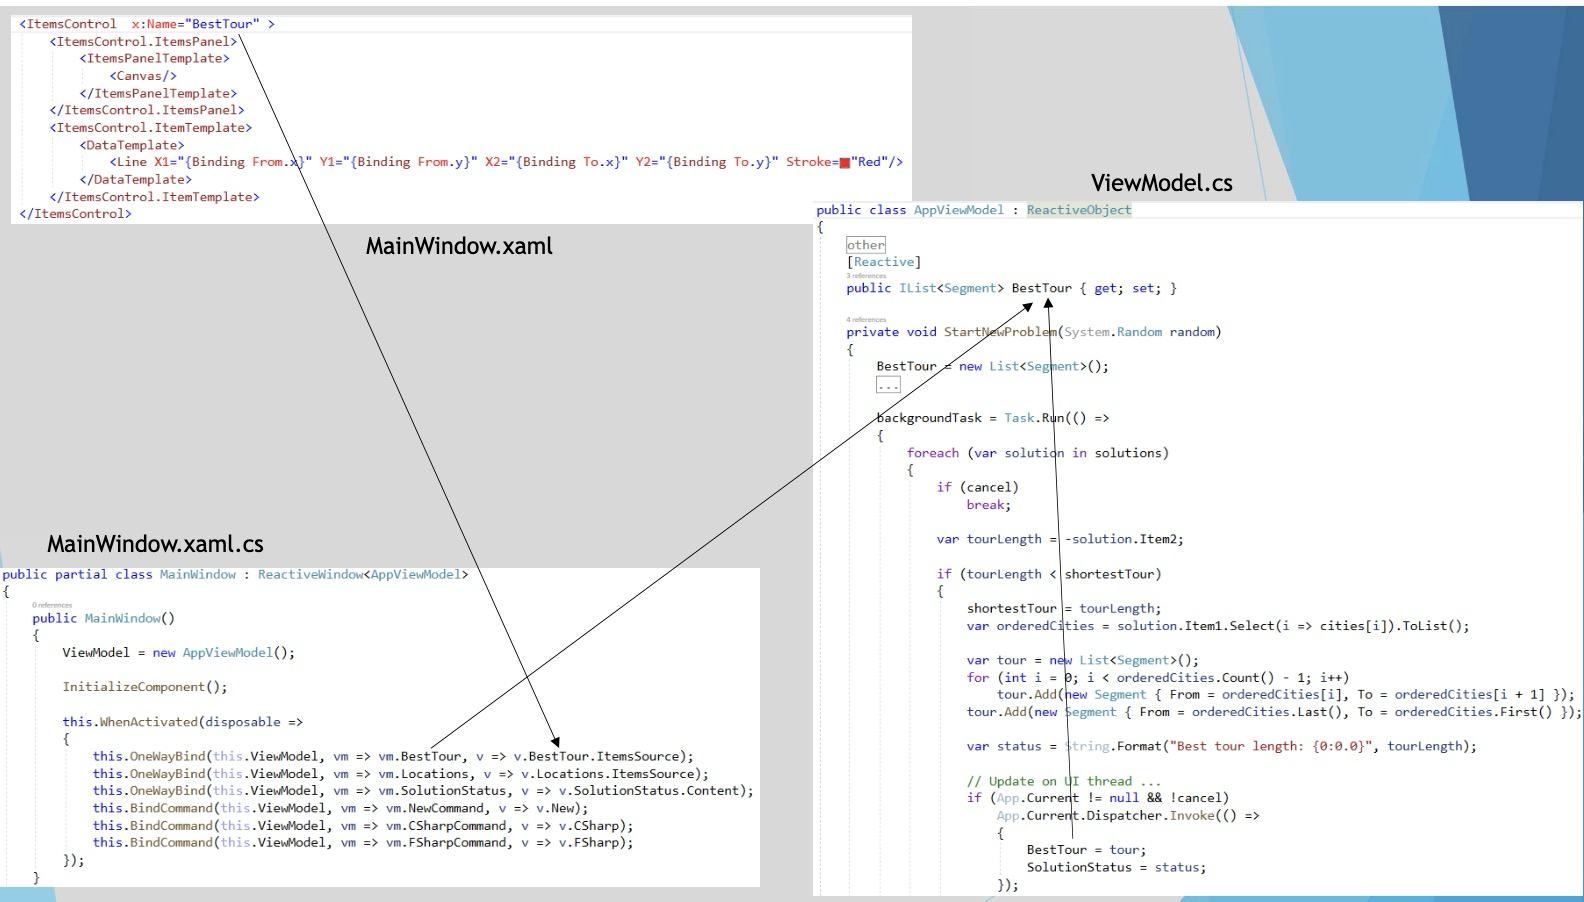 <ItemsControl x:Name="BestTour" >
<ItemsControl.ItemsPanel>
<ItemsPanelTemplate>
<Canvas/>
</ItemsPanelTemplate>
</ItemsControl.ItemsPanel>
<ItemsControl.ItemTemplate>
<DataTemplate>
<Line X1="{Binding From.x}" Y1="{Binding From.y}" X2="{Binding To.x}" Y2="{Binding To.y}" Stroke="Red"/>
</DataTemplate>
</ItemsControl.ItemTemplate>
</ItemsControl>
MainWindow.xaml
MainWindow.xaml.cs
public partial class MainWindow : ReactiveWindow<AppViewModel>
{
0 references
public MainWindow()
{
ViewModel = new AppViewModel();
InitializeComponent();
this.WhenActivated(disposable =>
{
this.OneWayBind(this.ViewModel, vm => vm.BestTour, v => v.BestTour.ItemsSource);
this.OneWayBind(this.ViewModel, vm => vm.Locations, v => v.Locations.ItemsSource);
this.OneWayBind(this.ViewModel, vm => vm.SolutionStatus, v => v.SolutionStatus.Content);
this.BindCommand(this.ViewModel, vm => vm.NewCommand, v => v.New);
this.BindCommand(this.ViewModel, vm => vm.CSharpCommand, v => v.CSharp);
this.BindCommand(this.ViewModel, vm => vm.FSharpCommand, v => v.FSharp);
});
}
ViewModel.cs
public class AppViewModel : ReactiveObject
{
other
[Reactive]
3 references
public IList<Segment> BestTour { get; set; }
4 references
private void StartNewProblem(System.Random random)
{
BestTour = new List<Segment>();
...
backgroundTask = Task.Run(() =>
{
foreach (var solution in solutions)
{
if (cancel)
break;
var tourLength = -solution.Item2;
if (tourLength < shortestTour)
{
shortestTour = tourLength;
var orderedCities = solution.Item1.Select(i => cities[i]).ToList();
var tour = new List<Segment>();
for (int i = 0; i < orderedCities.Count() - 1; i++)
tour.Add(new Segment { From = orderedCities[i], To = orderedCities[i + 1] });
tour.Add(new Segment { From = orderedCities.Last(), To = orderedCities.First() });
var status = String.Format("Best tour length: {0:0.0}", tourLength);
// Update on UI thread ...
if (App.Current != null && !cancel)
App.Current.Dispatcher.Invoke(() =>
{
BestTour = tour;
SolutionStatus = status;
});